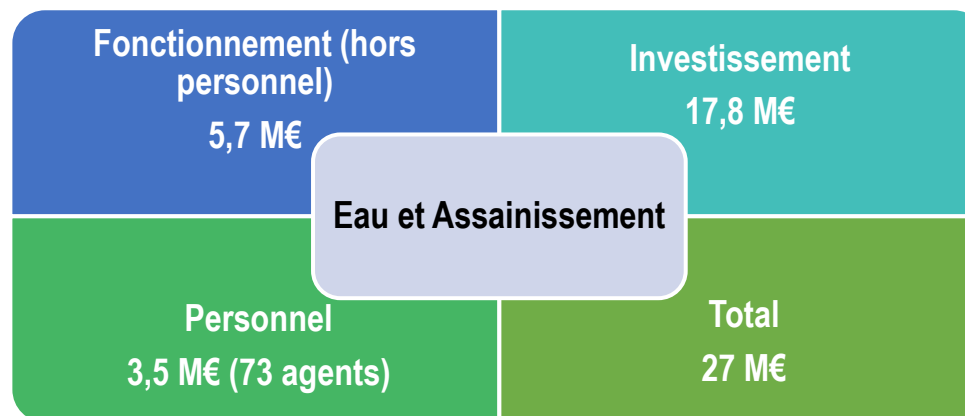 Fonctionnement (hors
personnel)
5,7 M€
Investissement
17,8 M€
Eau et Assainissement
Personnel
3,5 M€ (73 agents)
Total
27 M€